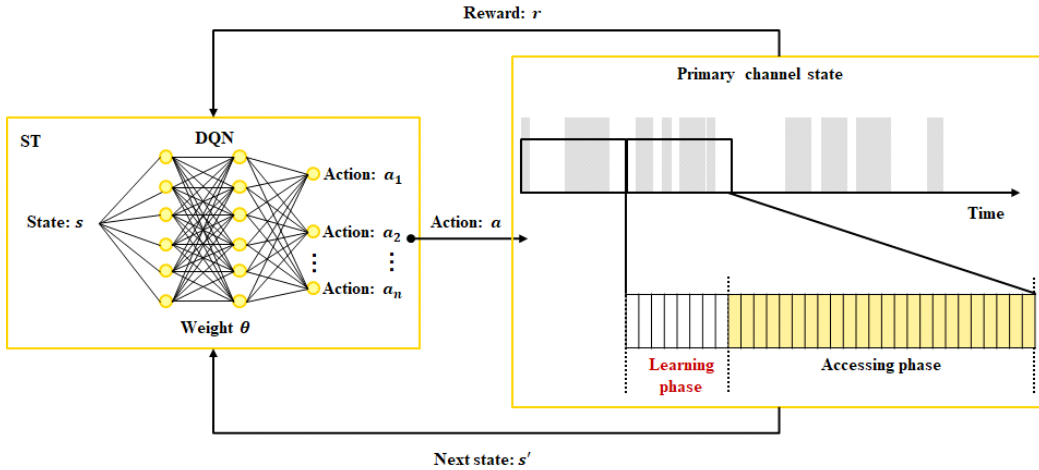 Reward: r
Primary channel state
ST
DQN
Action: a₁
State: s
Action: a₂
⋮ ⋮
Action: aₙ
Weight θ
Action: a
Time
Learning
phase
Accessing phase
Next state: s′